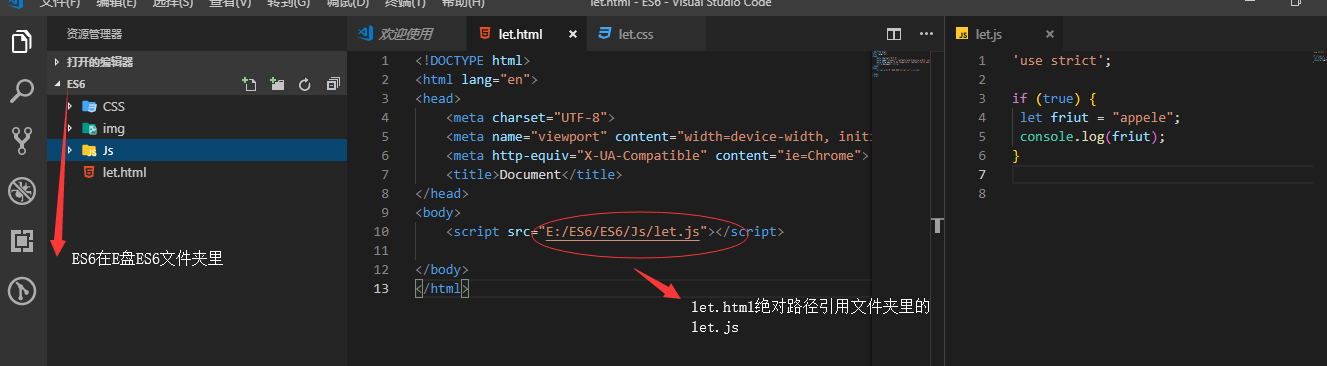 文件(F) 编辑(E) 选择(S) 查看(V) 转到(G) 调试(D) 终端(T) 帮助(H) let.html - ES6 - Visual Studio Code
资源管理器
打开的编辑器
ES6
CSS
img
Js
let.html
ES6在E盘ES6文件夹里
欢迎使用 let.html × let.css
1 <!DOCTYPE html>
2 <html lang="en">
3 <head>
4 <meta charset="UTF-8">
5 <meta name="viewport" content="width=device-width, initi
6 <meta http-equiv="X-UA-Compatible" content="ie=Chrome">
7 <title>Document</title>
8 </head>
9 <body>
10 <script src="E:/ES6/ES6/Js/let.js"></script>
11
12 </body>
13 </html>
let.html绝对路径引用文件夹里的
let.js
JS let.js ×
1 'use strict';
2
3 if (true) {
4 let friut = "appele";
5 console.log(friut);
6 }
7
8